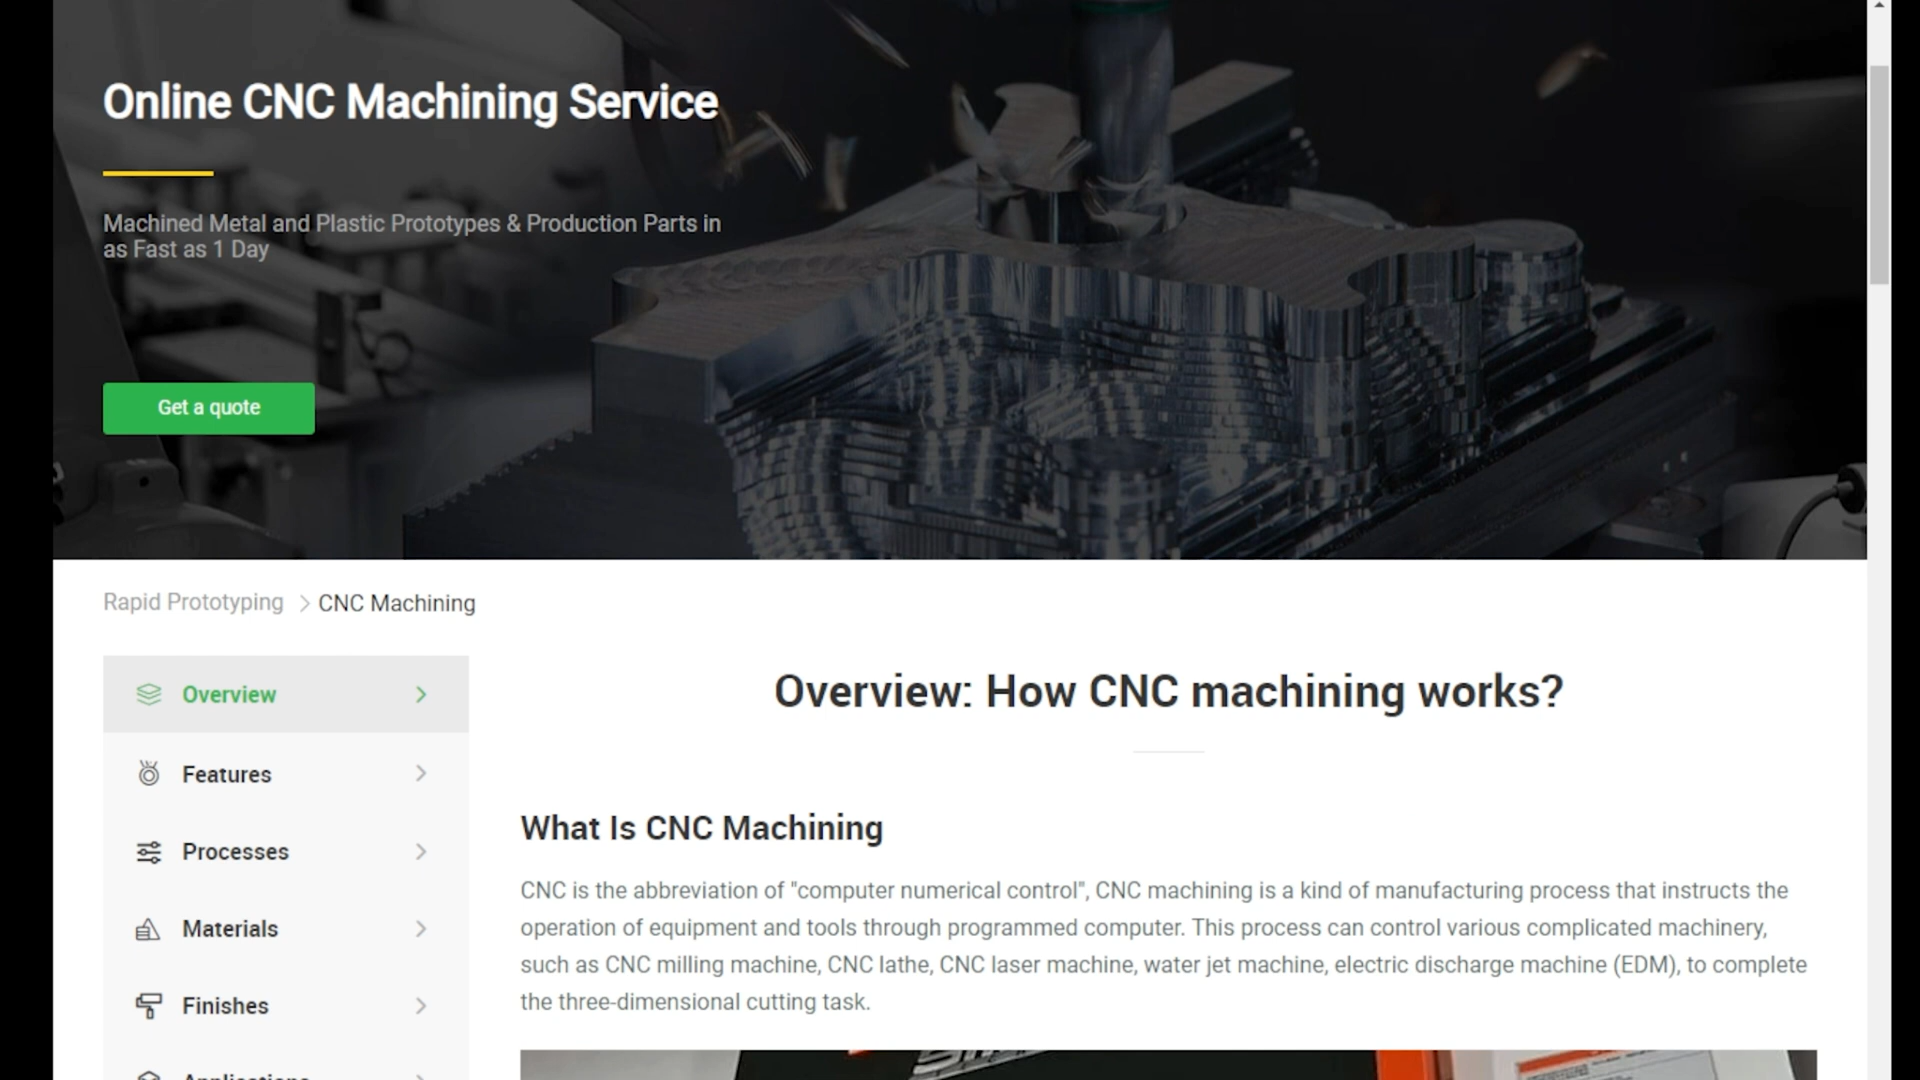 Online CNC Machining Service
Machined Metal and Plastic Prototypes & Production Parts in
as Fast as 1 Day
Get a quote
Rapid Prototyping > CNC Machining
Overview
Features
Processes
Materials
Finishes
Applications
Overview: How CNC machining works?
What Is CNC Machining
CNC is the abbreviation of "computer numerical control", CNC machining is a kind of manufacturing process that instructs the
operation of equipment and tools through programmed computer. This process can control various complicated machinery,
such as CNC milling machine, CNC lathe, CNC laser machine, water jet machine, electric discharge machine (EDM), to complete
the three-dimensional cutting task.